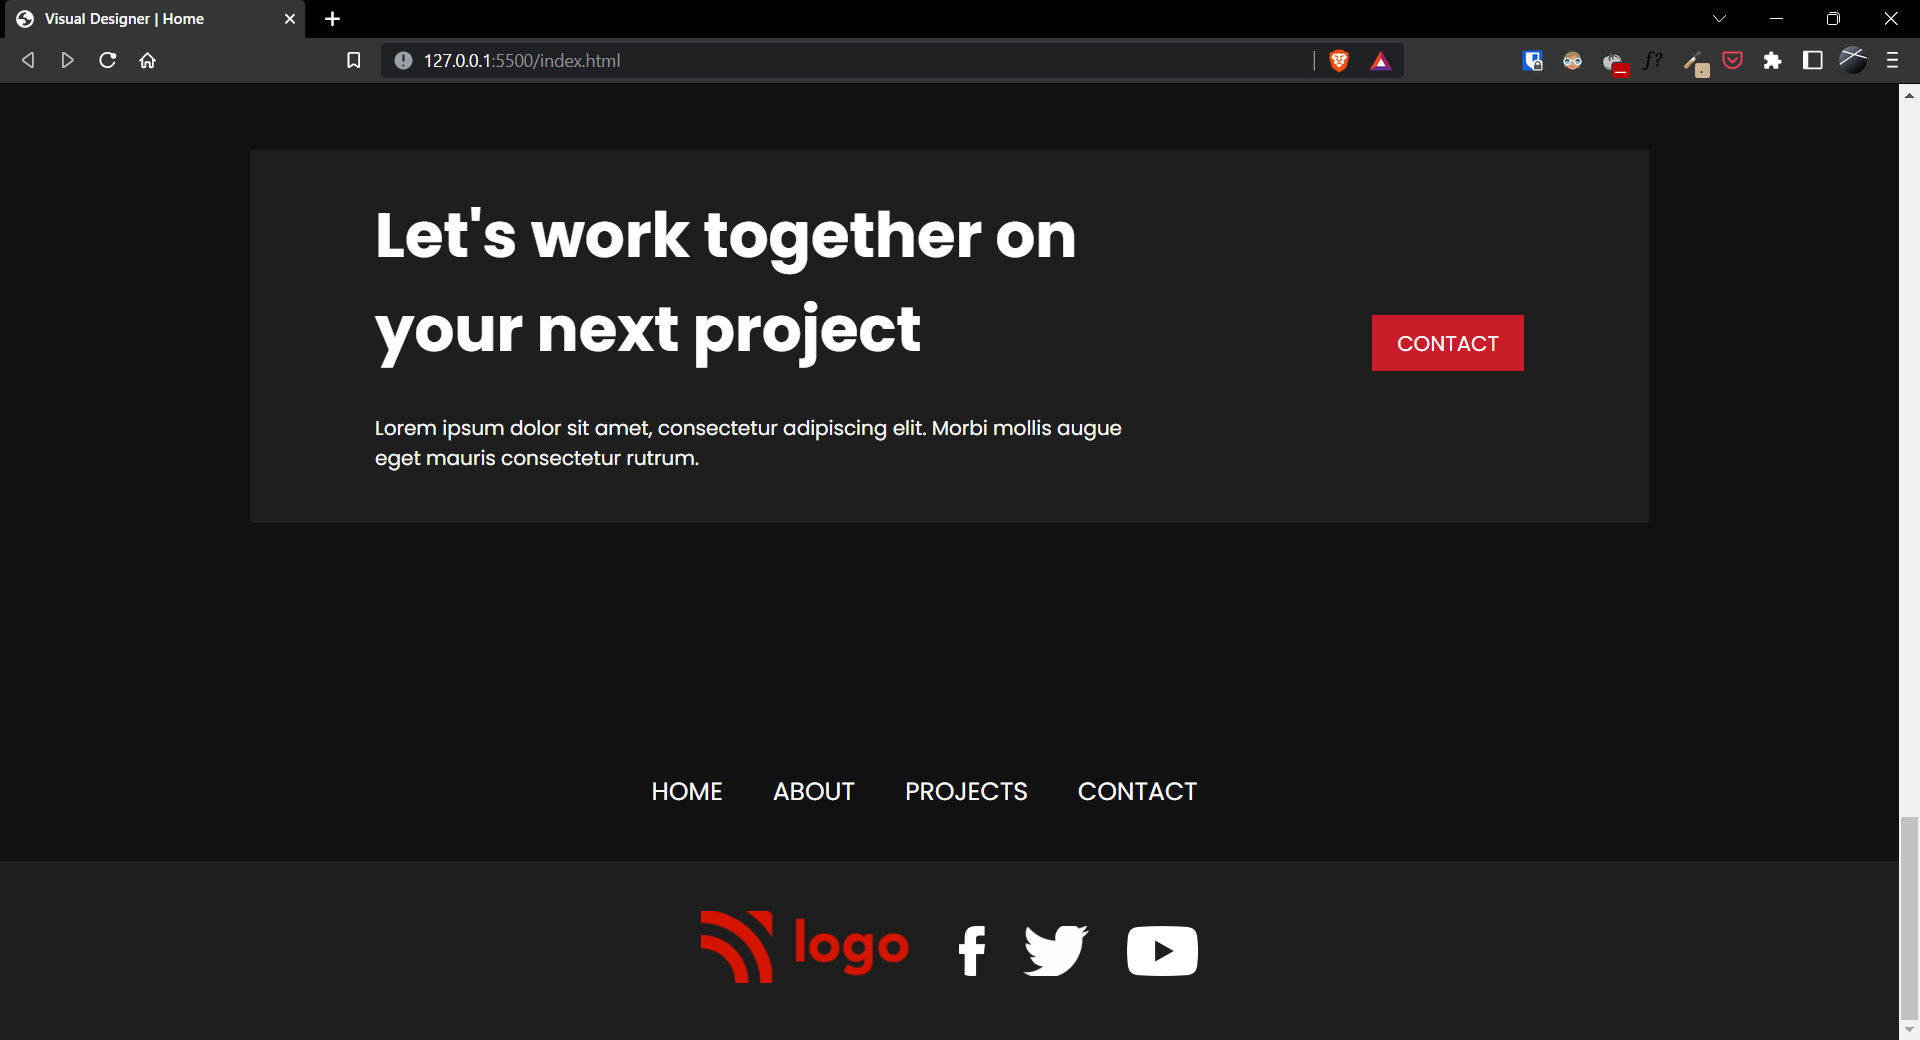 Visual Designer | Home
127.0.0.1:5500/index.html
f?
Let's work together on
your next project
CONTACT
Lorem ipsum dolor sit amet, consectetur adipiscing elit. Morbi mollis augue
eget mauris consectetur rutrum.
HOME ABOUT PROJECTS CONTACT
logo